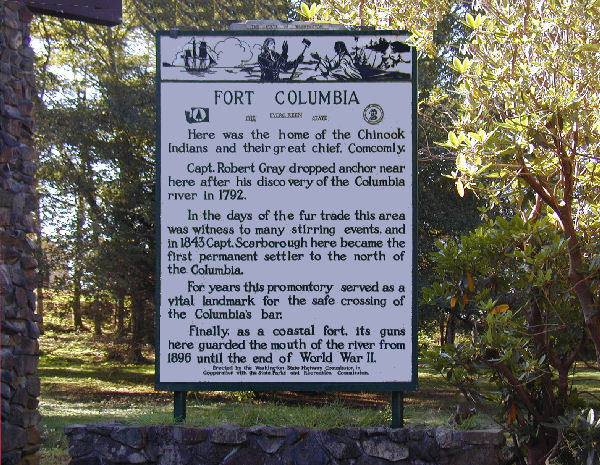 FORT COLUMBIA
THE EVERGREEN STATE
Here was the home of the Chinook
Indians and their great chief, Comcomly.
Capt. Robert Gray dropped anchor near
here after his discovery of the Columbia
river in 1792.
In the days of the fur trade this area
was witness to many stirring events, and
in 1843 Capt. Scarborough here became the
first permanent settler to the north of
the Columbia.
For years this promontory served as a
vital landmark for the safe crossing of
the Columbia's bar.
Finally, as a coastal fort, its guns
here guarded the mouth of the river from
1896 until the end of World War II.
Erected by the Washington State Highway Commission, in
Cooperation with the State Parks and Recreation Commission.